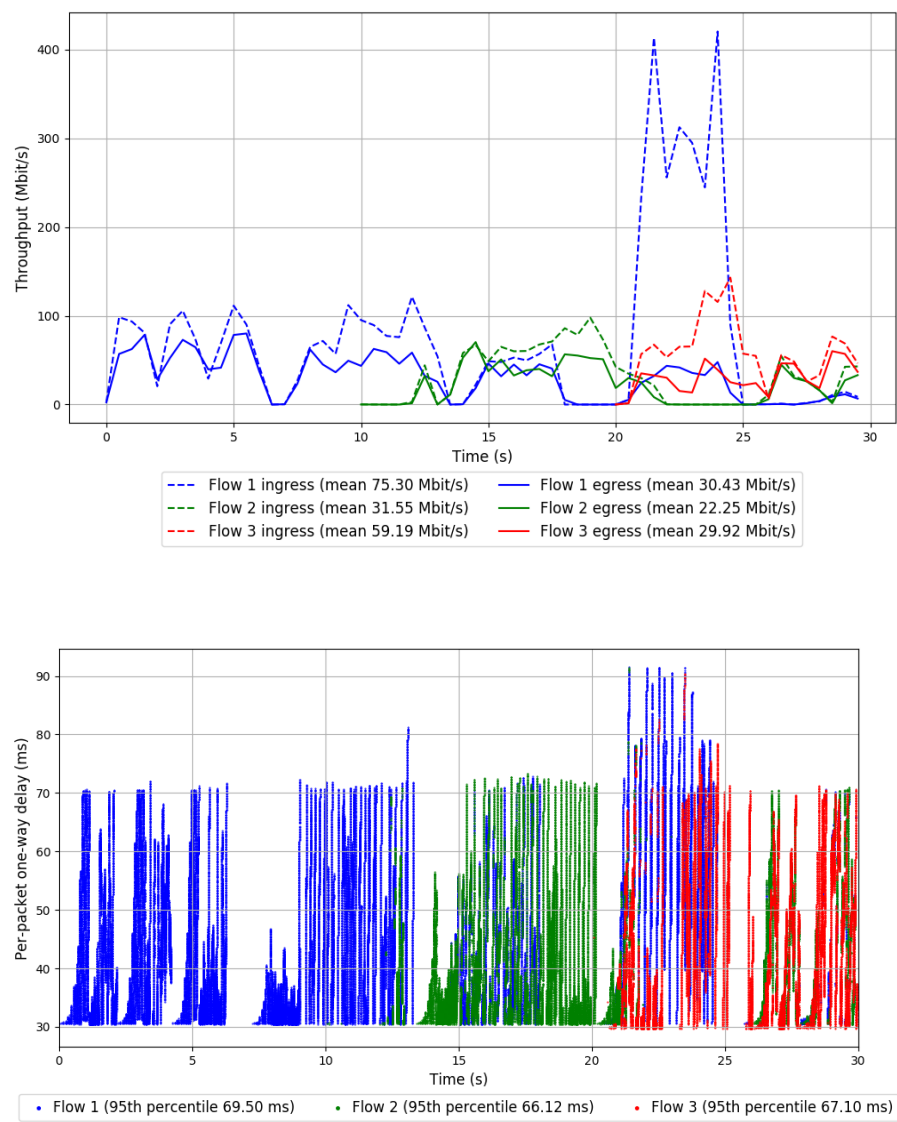 400
300
200
100
0
Throughput (Mbit/s)
0 5 10 15 20 25 30
Time (s)
Flow 1 ingress (mean 75.30 Mbit/s) Flow 1 egress (mean 30.43 Mbit/s)
Flow 2 ingress (mean 31.55 Mbit/s) Flow 2 egress (mean 22.25 Mbit/s)
Flow 3 ingress (mean 59.19 Mbit/s) Flow 3 egress (mean 29.92 Mbit/s)
90
80
70
60
50
40
30
Per-packet one-way delay (ms)
0 5 10 15 20 25 30
Time (s)
Flow 1 (95th percentile 69.50 ms) Flow 2 (95th percentile 66.12 ms) Flow 3 (95th percentile 67.10 ms)